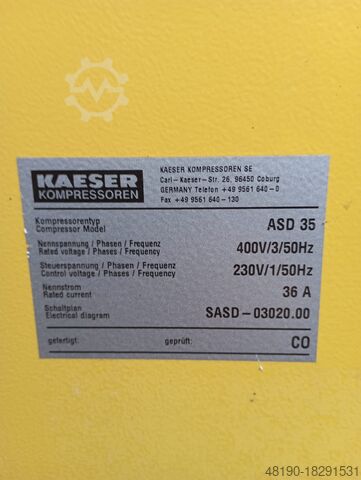 KAESER
KOMPRESSOREN
KAESER KOMPRESSOREN SE
Carl-Kaeser-Str. 26, 96450 Coburg
GERMANY Telefon +49 9561 640-0
Fax +49 9561 640-130
Kompressorentyp
Compressor Model
ASD 35
Nennspannung / Phasen / Frequenz
Rated voltage / Phases / Frequency
400V/3/50Hz
Steuerspannung / Phasen / Frequenz
Control voltage / Phases / Frequency
230V/1/50Hz
Nennstrom
Rated current
36 A
Schaltplan
Electrical diagram
SASD-03020.00
gefertigt:
geprüft:
CO
48190-18291531